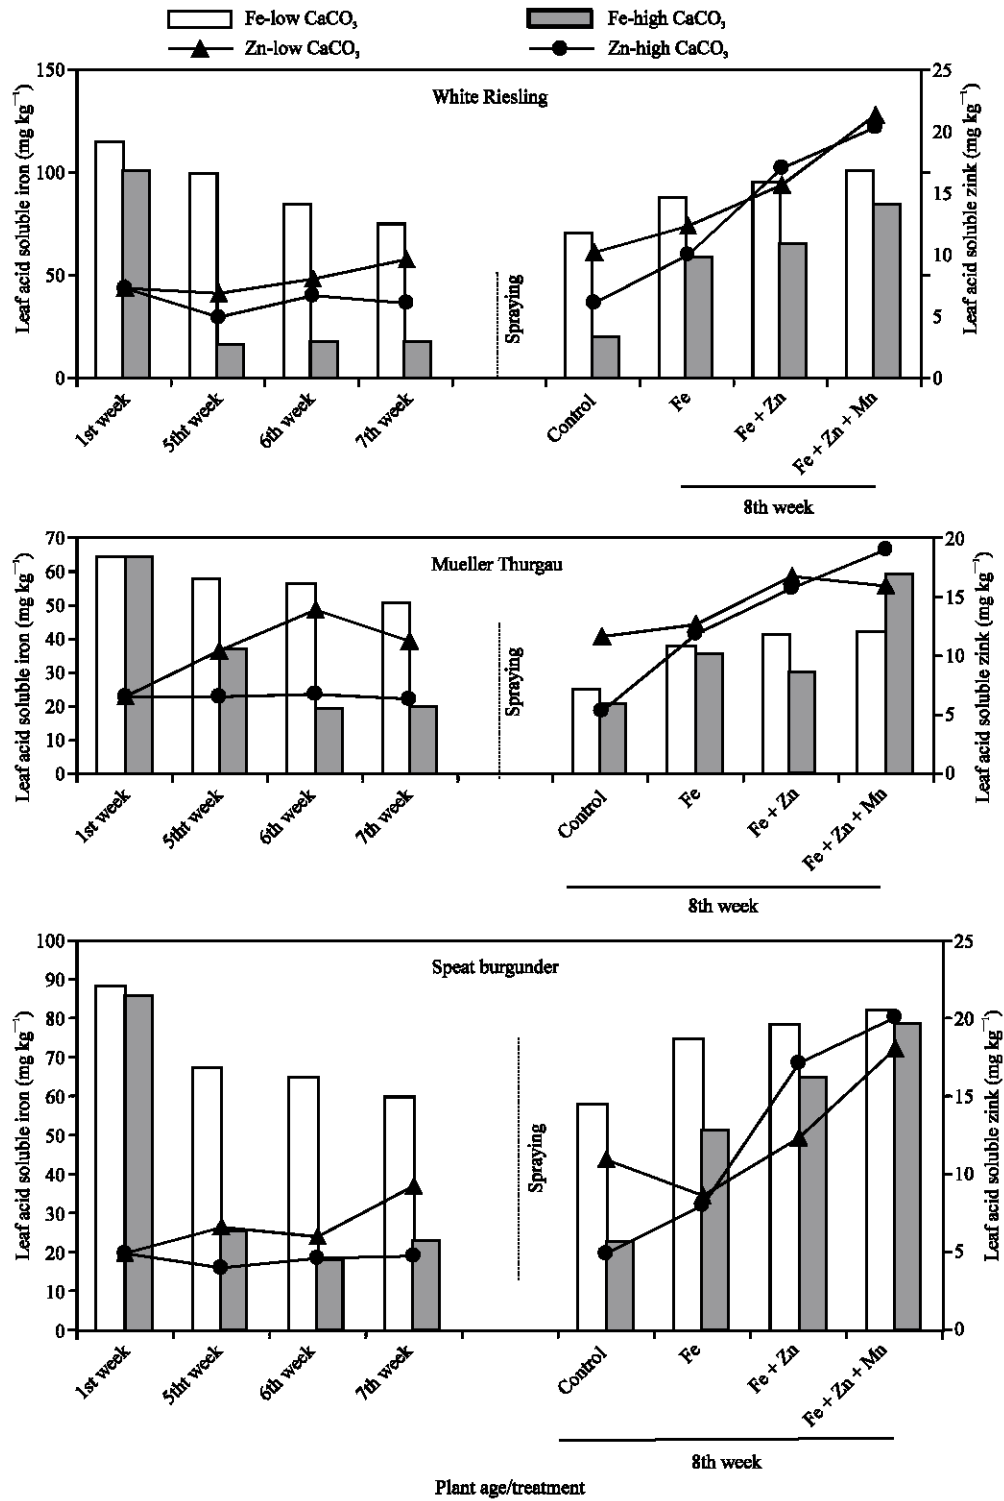 Fe-low CaCO₃ Fe-high CaCO₃
Zn-low CaCO₃ Zn-high CaCO₃
White Riesling
Leaf acid soluble iron (mg kg⁻¹)
150
100
50
0
Leaf acid soluble zink (mg kg⁻¹)
25
20
15
10
5
0
Spraying
1st week
5tht week
6th week
7th week
Control
Fe
Fe + Zn
Fe + Zn + Mn
8th week
Mueller Thurgau
Leaf acid soluble iron (mg kg⁻¹)
70
60
50
40
30
20
10
0
Leaf acid soluble zink (mg kg⁻¹)
20
15
10
5
0
Spraying
1st week
5tht week
6th week
7th week
Control
Fe
Fe + Zn
Fe + Zn + Mn
8th week
Speat burgunder
Leaf acid soluble iron (mg kg⁻¹)
100
90
80
70
60
50
40
30
20
10
0
Leaf acid soluble zink (mg kg⁻¹)
25
20
15
10
5
0
Spraying
1st week
5tht week
6th week
7th week
Control
Fe
Fe + Zn
Fe + Zn + Mn
8th week
Plant age/treatment